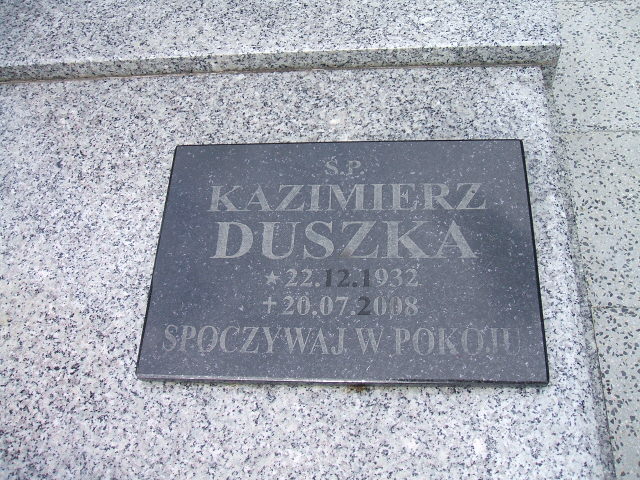 Ś.P.
KAZIMIERZ
DUSZKA
★22.12.1932
✝20.07.2008
SPOCZYWAJ W POKOJU